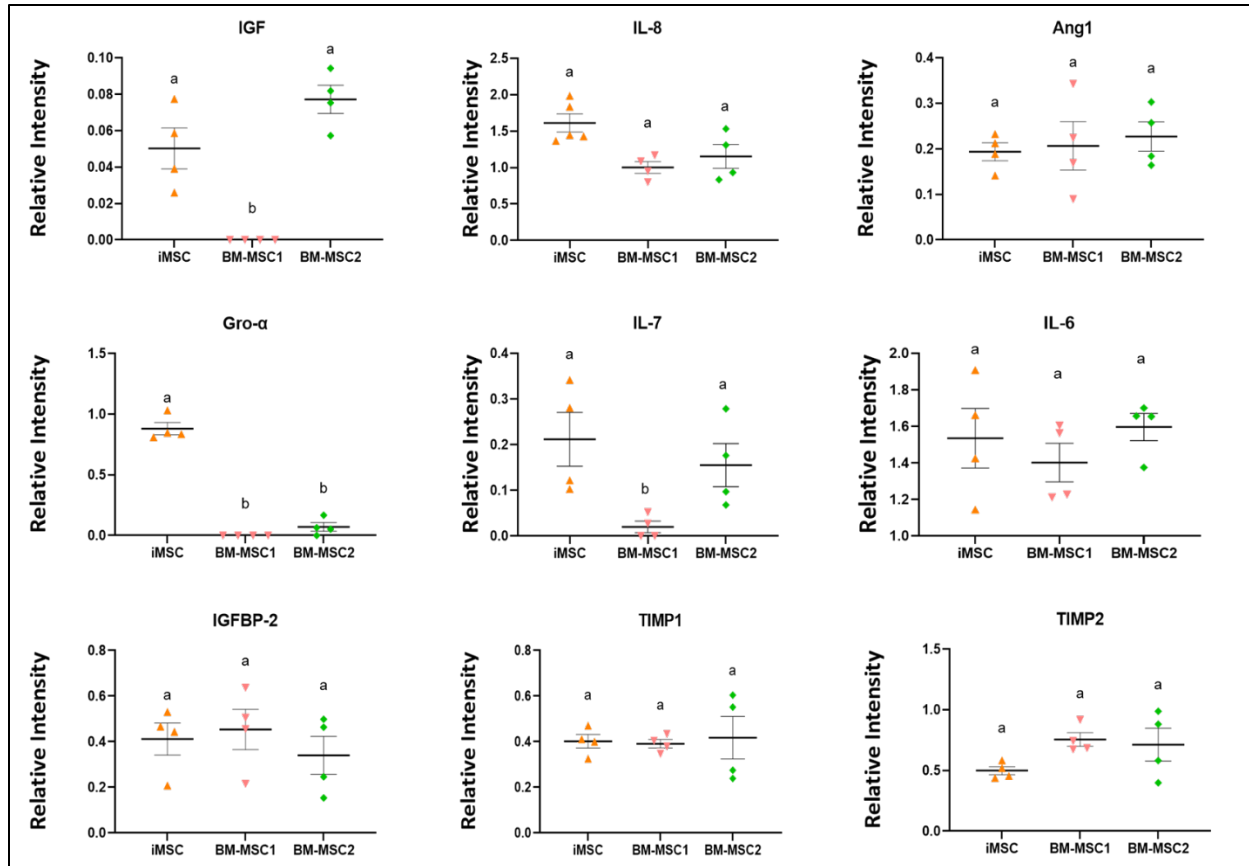 IGF
IL-8
Ang1
Relative Intensity
0.10
0.08
0.06
0.04
0.02
0.00
a
b
a
iMSC
BM-MSC1
BM-MSC2
Relative Intensity
2.5
2.0
1.5
1.0
0.5
0.0
a
a
a
iMSC
BM-MSC1
BM-MSC2
Relative Intensity
0.4
0.3
0.2
0.1
0.0
a
a
a
iMSC
BM-MSC1
BM-MSC2
Gro-α
IL-7
IL-6
Relative Intensity
1.5
1.0
0.5
0.0
a
b
b
iMSC
BM-MSC1
BM-MSC2
Relative Intensity
0.4
0.3
0.2
0.1
0.0
a
b
a
iMSC
BM-MSC1
BM-MSC2
Relative Intensity
2.0
1.8
1.6
1.4
1.2
1.0
a
a
a
iMSC
BM-MSC1
BM-MSC2
IGFBP-2
TIMP1
TIMP2
Relative Intensity
0.8
0.6
0.4
0.2
0.0
a
a
a
iMSC
BM-MSC1
BM-MSC2
Relative Intensity
0.8
0.6
0.4
0.2
0.0
a
a
a
iMSC
BM-MSC1
BM-MSC2
Relative Intensity
1.5
1.0
0.5
0.0
a
a
a
iMSC
BM-MSC1
BM-MSC2